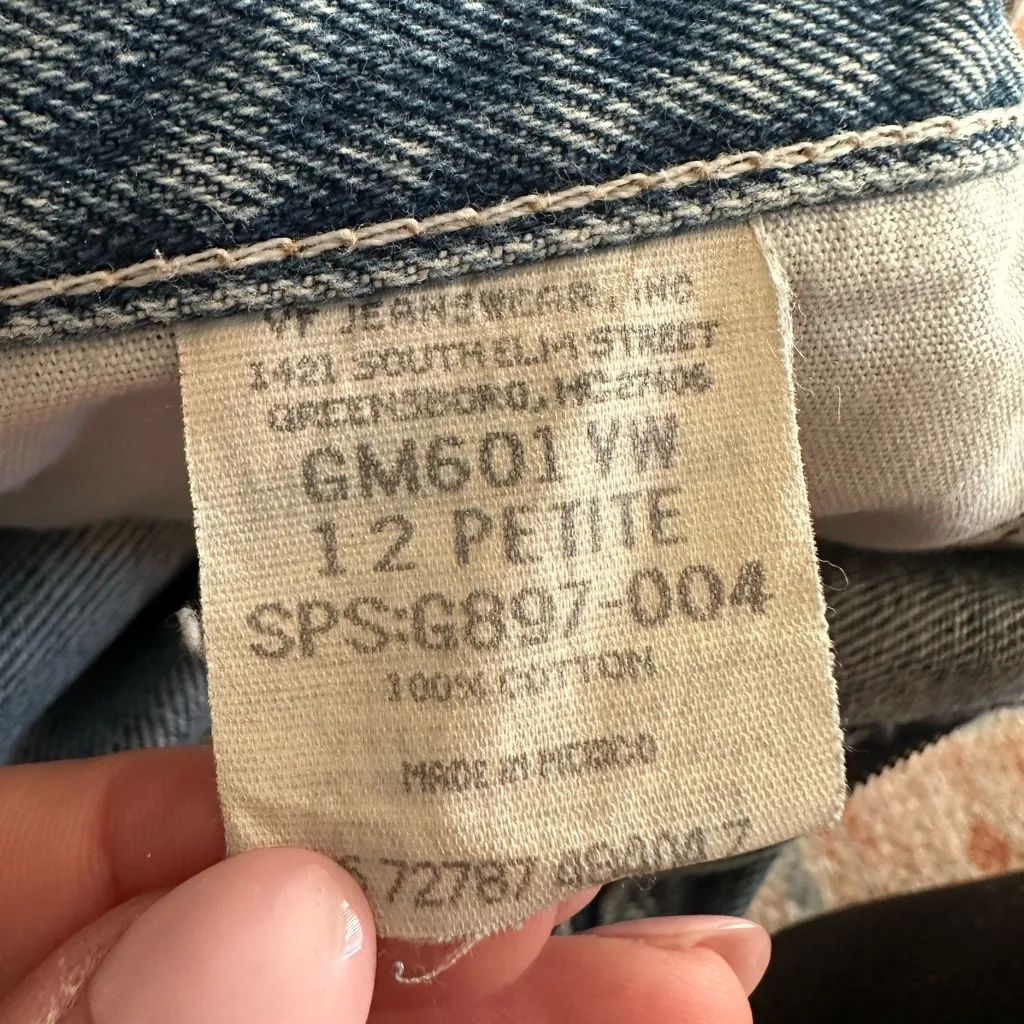 VF JEANSWEAR, INC
1421 SOUTH ELM STREET
GREENSBORO, NC 27406
GM601 VW
12 PETITE
SPS:G897-004
100% COTTON
MADE IN MEXICO
72787